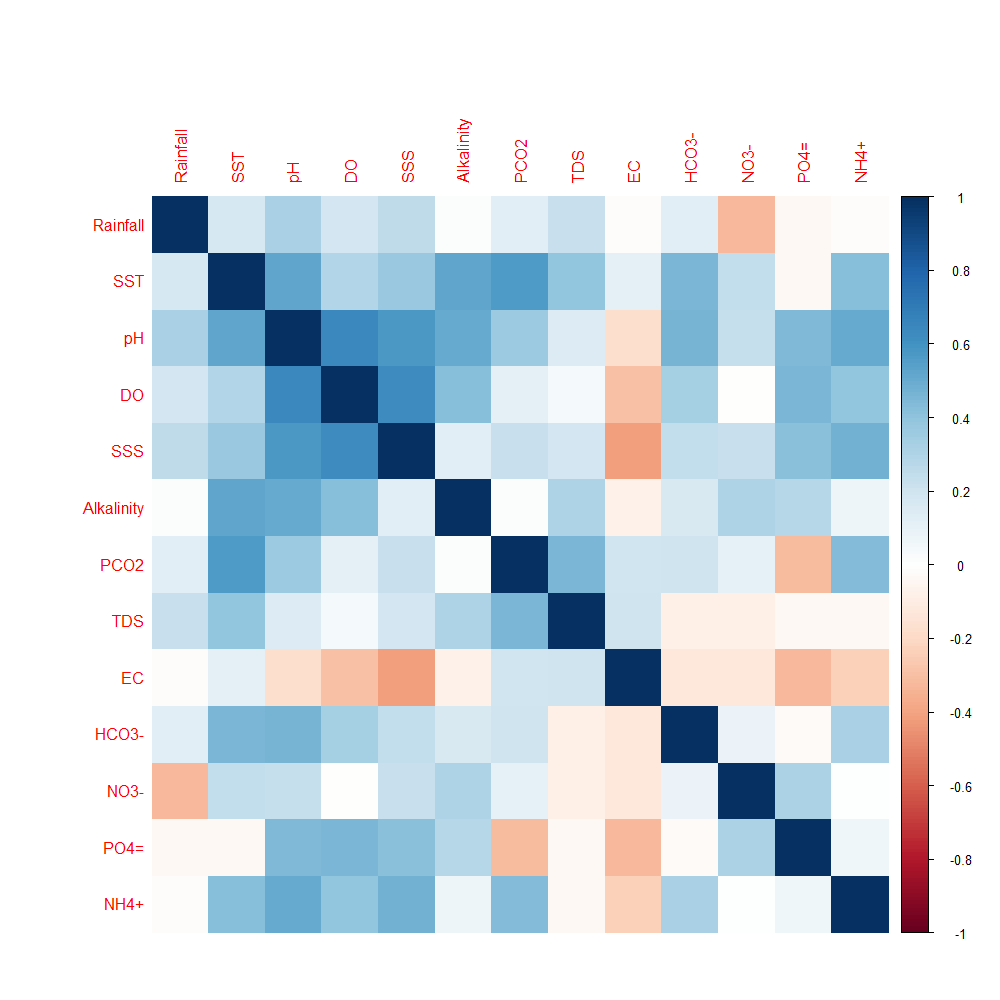 Rainfall SST pH DO SSS Alkalinity PCO2 TDS EC HCO3- NO3- PO4= NH4+
Rainfall
SST
pH
DO
SSS
Alkalinity
PCO2
TDS
EC
HCO3-
NO3-
PO4=
NH4+
1
0.8
0.6
0.4
0.2
0
-0.2
-0.4
-0.6
-0.8
-1